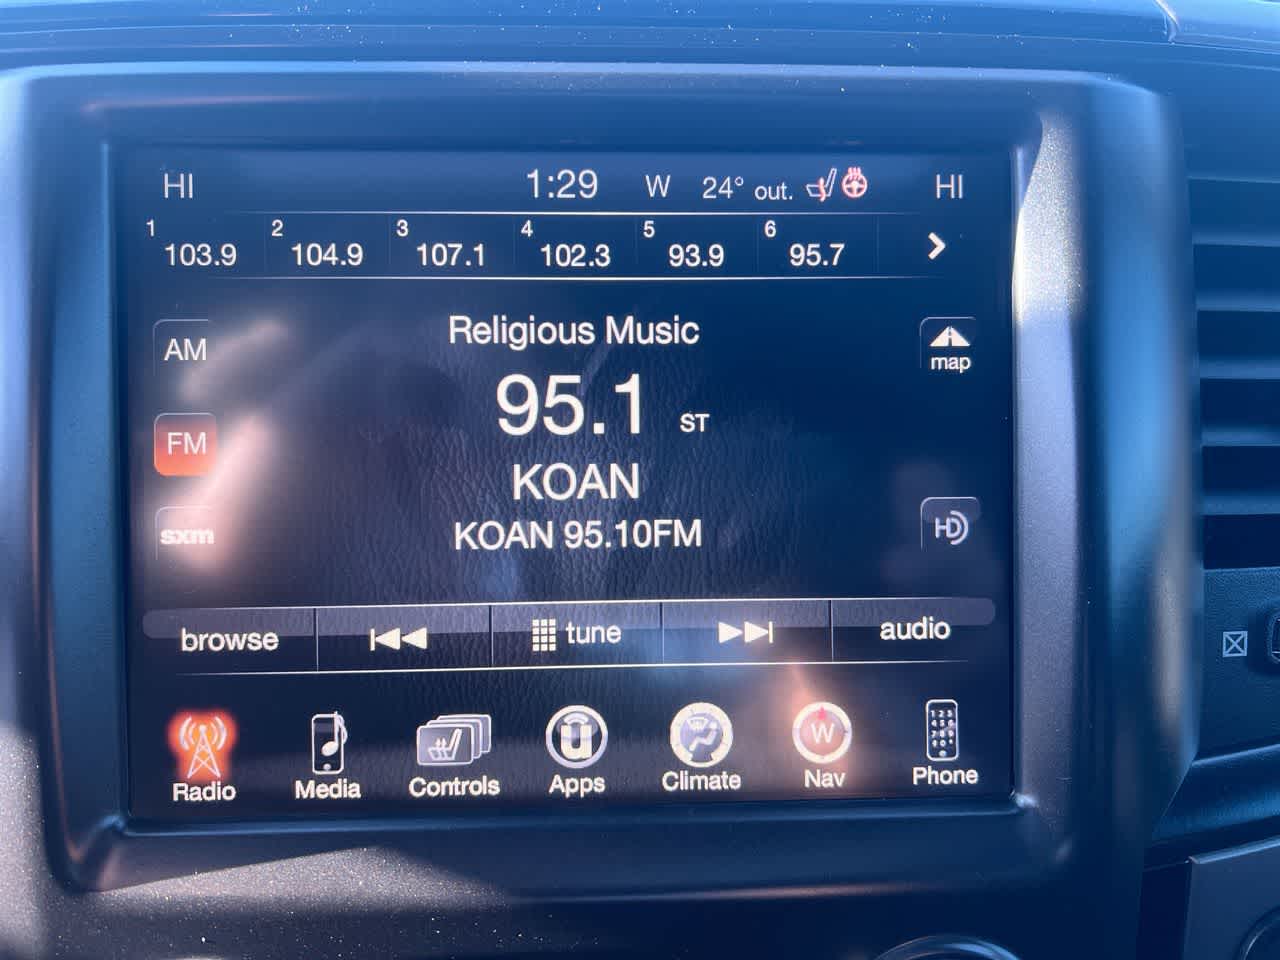 HI 1:29 W 24° out. HI
1 103.9 2 104.9 3 107.1 4 102.3 5 93.9 6 95.7
Religious Music
AM
map
95.1 ST
FM
KOAN
sxm
KOAN 95.10FM
HD
browse tune audio
W
Radio Media Controls Apps Climate Nav Phone